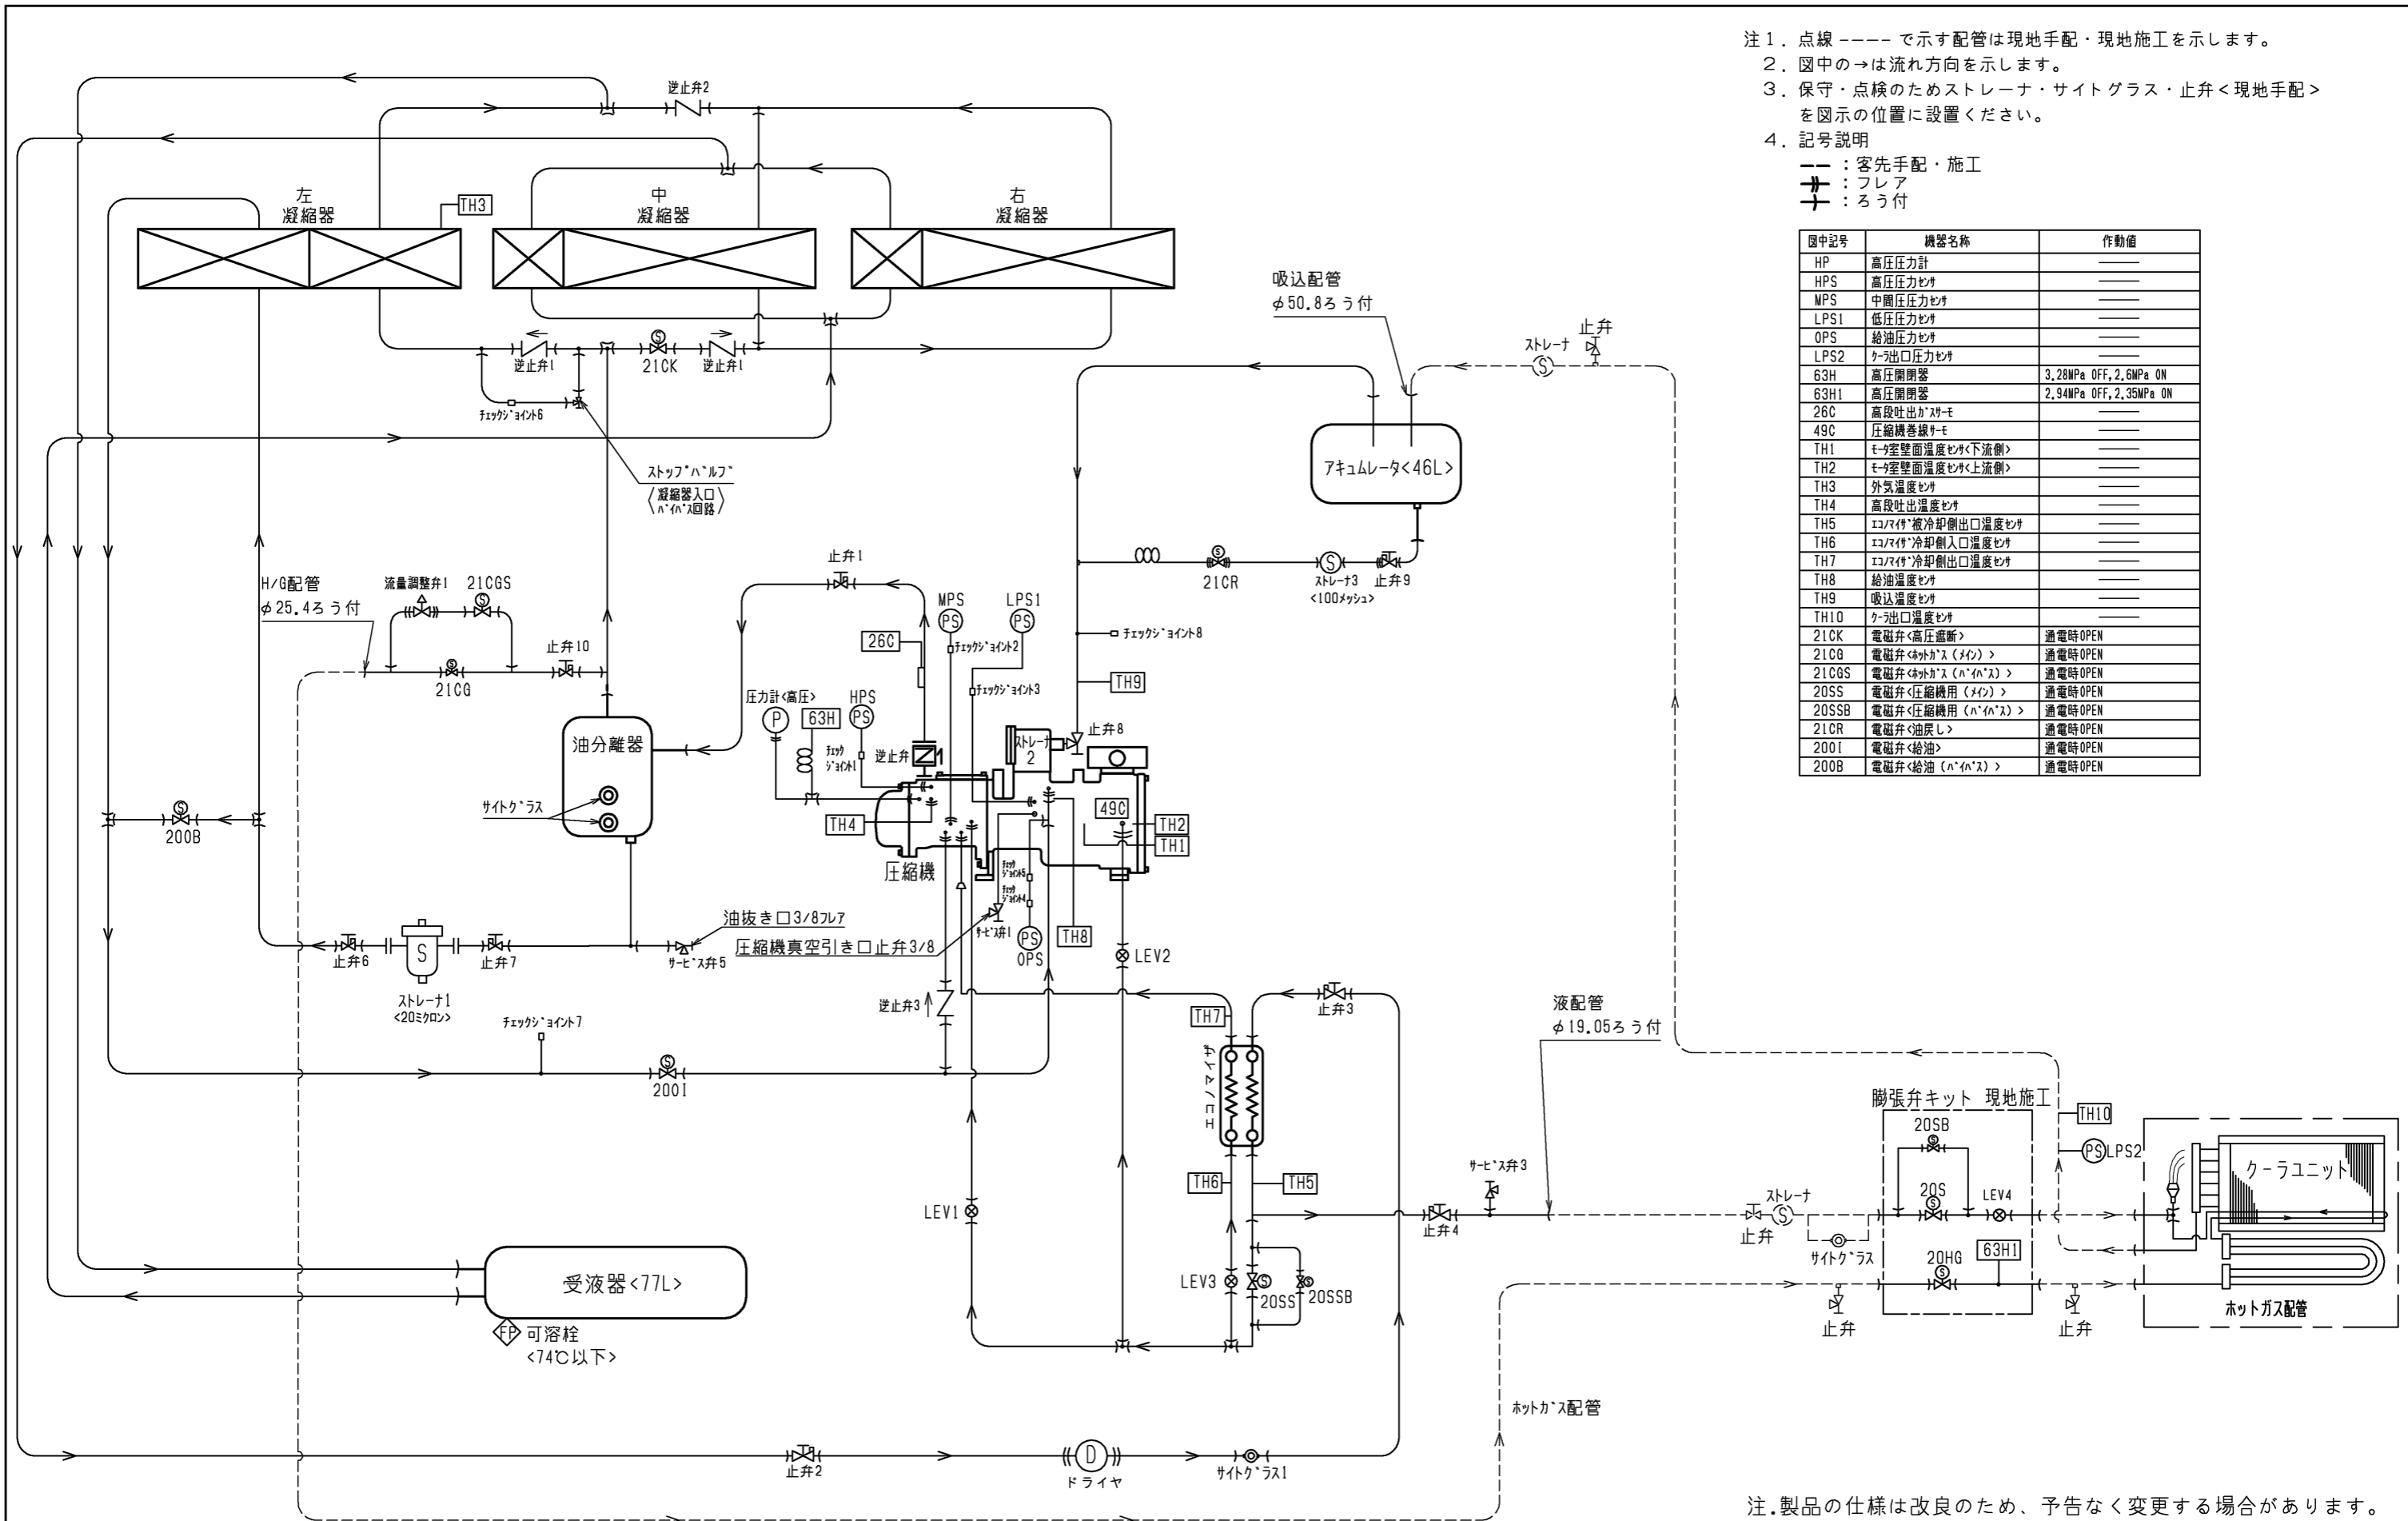 注1．点線 ---- で示す配管は現地手配・現地施工を示します。
2．図中の→は流れ方向を示します。
3．保守・点検のためストレーナ・サイトグラス・止弁＜現地手配＞
を図示の位置に設置ください。
4．記号説明
：客先手配・施工
：フレア
：ろう付
図中記号 機器名称 作動値
HP 高圧圧力計 ―――
HPS 高圧圧力ｾﾝｻ ―――
MPS 中間圧圧力ｾﾝｻ ―――
LPS1 低圧圧力ｾﾝｻ ―――
OPS 給油圧力ｾﾝｻ ―――
LPS2 ｸｰﾗ出口圧力ｾﾝｻ ―――
63H 高圧開閉器 3.28MPa OFF,2.6MPa ON
63H1 高圧開閉器 2.94MPa OFF,2.35MPa ON
26C 高段吐出ｶﾞｽｻｰﾓ ―――
49C 圧縮機巻線ｻｰﾓ ―――
TH1 ﾓｰﾀ室壁面温度ｾﾝｻ<下流側> ―――
TH2 ﾓｰﾀ室壁面温度ｾﾝｻ<上流側> ―――
TH3 外気温度ｾﾝｻ ―――
TH4 高段吐出温度ｾﾝｻ ―――
TH5 ｴｺﾉﾏｲｻﾞ被冷却側出口温度ｾﾝｻ ―――
TH6 ｴｺﾉﾏｲｻﾞ冷却側入口温度ｾﾝｻ ―――
TH7 ｴｺﾉﾏｲｻﾞ冷却側出口温度ｾﾝｻ ―――
TH8 給油温度ｾﾝｻ ―――
TH9 吸込温度ｾﾝｻ ―――
TH10 ｸｰﾗ出口温度ｾﾝｻ ―――
21CK 電磁弁<高圧遮断> 通電時OPEN
21CG 電磁弁<ﾎｯﾄｶﾞｽ（ﾒｲﾝ）> 通電時OPEN
21CGS 電磁弁<ﾎｯﾄｶﾞｽ（ﾊﾞｲﾊﾟｽ）> 通電時OPEN
20SS 電磁弁<圧縮機用（ﾒｲﾝ）> 通電時OPEN
20SSB 電磁弁<圧縮機用（ﾊﾞｲﾊﾟｽ）> 通電時OPEN
21CR 電磁弁<油戻し> 通電時OPEN
20OI 電磁弁<給油> 通電時OPEN
20OB 電磁弁<給油（ﾊﾞｲﾊﾟｽ）> 通電時OPEN
逆止弁2
左
凝縮器
TH3
中
凝縮器
右
凝縮器
逆止弁1
S
21CK
逆止弁1
ﾁｪｯｸｼﾞｮｲﾝﾄ6
ｽﾄｯﾌﾟﾊﾞﾙﾌﾞ
凝縮器入口
ﾊﾞｲﾊﾟｽ回路
吸込配管
φ50.8ろう付
ストレーナ
S
止弁
アキュムレータ<46L>
S
21CR
S
ｽﾄﾚｰﾅ3
<100ﾒｯｼｭ>
止弁9
ﾁｪｯｸｼﾞｮｲﾝﾄ8
TH9
止弁8
H/G配管
φ25.4ろう付
流量調整弁1
21CGS
S
S
21CG
止弁10
止弁1
26C
MPS
PS
ﾁｪｯｸｼﾞｮｲﾝﾄ2
LPS1
PS
ﾁｪｯｸｼﾞｮｲﾝﾄ3
圧力計<高圧>
P
63H
HPS
PS
ﾁｪｯｸ
ｼﾞｮｲﾝﾄ1
逆止弁
ｽﾄﾚｰﾅ
2
油分離器
サイトグラス
TH4
49C
TH2
TH1
圧縮機
S
20OB
ﾁｪｯｸ
ｼﾞｮｲﾝﾄ5
ﾁｪｯｸ
ｼﾞｮｲﾝﾄ4
ｻｰﾋﾞｽ弁1
PS
OPS
TH8
LEV2
油抜き口3/8ﾌﾚｱ
圧縮機真空引き口止弁3/8
止弁6
S
止弁7
ｻｰﾋﾞｽ弁5
ｽﾄﾚｰﾅ1
<20ﾐｸﾛﾝ>
ﾁｪｯｸｼﾞｮｲﾝﾄ7
逆止弁3
S
20OI
TH7
止弁3
エコノマイザ
TH6
TH5
LEV1
LEV3
S
20SS
S
20SSB
止弁4
ｻｰﾋﾞｽ弁3
液配管
φ19.05ろう付
受液器<77L>
FP
可溶栓
<74℃以下>
止弁2
D
ドライヤ
サイトグラス1
ﾎｯﾄｶﾞｽ配管
止弁
ストレーナ
S
サイトグラス
膨張弁キット 現地施工
20SB
S
20S
S
LEV4
20HG
S
63H1
止弁
止弁
TH10
PS
LPS2
クーラユニット
ホットガス配管
注.製品の仕様は改良のため、予告なく変更する場合があります。